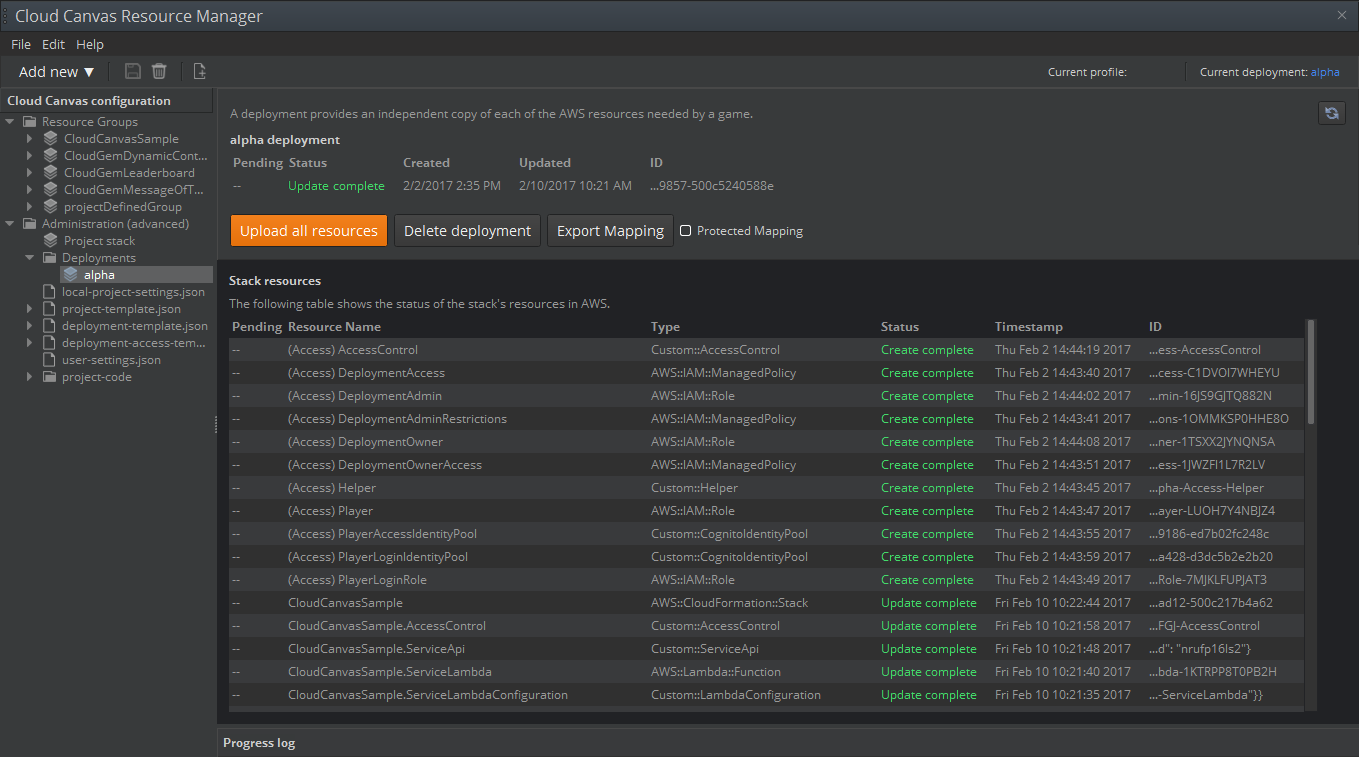 Cloud Canvas Resource Manager
File Edit Help
Add new
Current profile:
Current deployment: alpha
Cloud Canvas configuration
Resource Groups
CloudCanvasSample
CloudGemDynamicCont...
CloudGemLeaderboard
CloudGemMessageOfT...
projectDefinedGroup
Administration (advanced)
Project stack
Deployments
alpha
local-project-settings.json
project-template.json
deployment-template.json
deployment-access-tem...
user-settings.json
project-code
A deployment provides an independent copy of each of the AWS resources needed by a game.
alpha deployment
Pending Status Created Updated ID
-- Update complete 2/2/2017 2:35 PM 2/10/2017 10:21 AM ...9857-500c5240588e
Upload all resources Delete deployment Export Mapping Protected Mapping
Stack resources
The following table shows the status of the stack's resources in AWS.
Pending Resource Name Type Status Timestamp ID
-- (Access) AccessControl Custom::AccessControl Create complete Thu Feb 2 14:44:19 2017 ...ess-AccessControl
-- (Access) DeploymentAccess AWS::IAM::ManagedPolicy Create complete Thu Feb 2 14:43:40 2017 ...cess-C1DVOI7WHEYU
-- (Access) DeploymentAdmin AWS::IAM::Role Create complete Thu Feb 2 14:44:02 2017 ...min-16JS9GJTQ882N
-- (Access) DeploymentAdminRestrictions AWS::IAM::ManagedPolicy Create complete Thu Feb 2 14:43:41 2017 ...ons-1OMMKSP0HHE8O
-- (Access) DeploymentOwner AWS::IAM::Role Create complete Thu Feb 2 14:44:08 2017 ...ner-1TSXX2JYNQNSA
-- (Access) DeploymentOwnerAccess AWS::IAM::ManagedPolicy Create complete Thu Feb 2 14:43:51 2017 ...ess-1JWZFI1L7R2LV
-- (Access) Helper Custom::Helper Create complete Thu Feb 2 14:43:45 2017 ...pha-Access-Helper
-- (Access) Player AWS::IAM::Role Create complete Thu Feb 2 14:43:47 2017 ...ayer-LUOH7Y4NBJZ4
-- (Access) PlayerAccessIdentityPool Custom::CognitoIdentityPool Create complete Thu Feb 2 14:43:55 2017 ...9186-ed7b02fc248c
-- (Access) PlayerLoginIdentityPool Custom::CognitoIdentityPool Create complete Thu Feb 2 14:43:59 2017 ...a428-d3dc5b2e2b20
-- (Access) PlayerLoginRole AWS::IAM::Role Create complete Thu Feb 2 14:43:49 2017 ...Role-7MJKLFUPJAT3
-- CloudCanvasSample AWS::CloudFormation::Stack Update complete Fri Feb 10 10:22:44 2017 ...ad12-500c217b4a62
-- CloudCanvasSample.AccessControl Custom::AccessControl Update complete Fri Feb 10 10:21:58 2017 ...FGJ-AccessControl
-- CloudCanvasSample.ServiceApi Custom::ServiceApi Update complete Fri Feb 10 10:21:48 2017 ...d": "nrufp16ls2"}
-- CloudCanvasSample.ServiceLambda AWS::Lambda::Function Update complete Fri Feb 10 10:21:40 2017 ...bda-1KTRPP8T0PB2H
-- CloudCanvasSample.ServiceLambdaConfiguration Custom::LambdaConfiguration Update complete Fri Feb 10 10:21:35 2017 ...-ServiceLambda"}}
Progress log